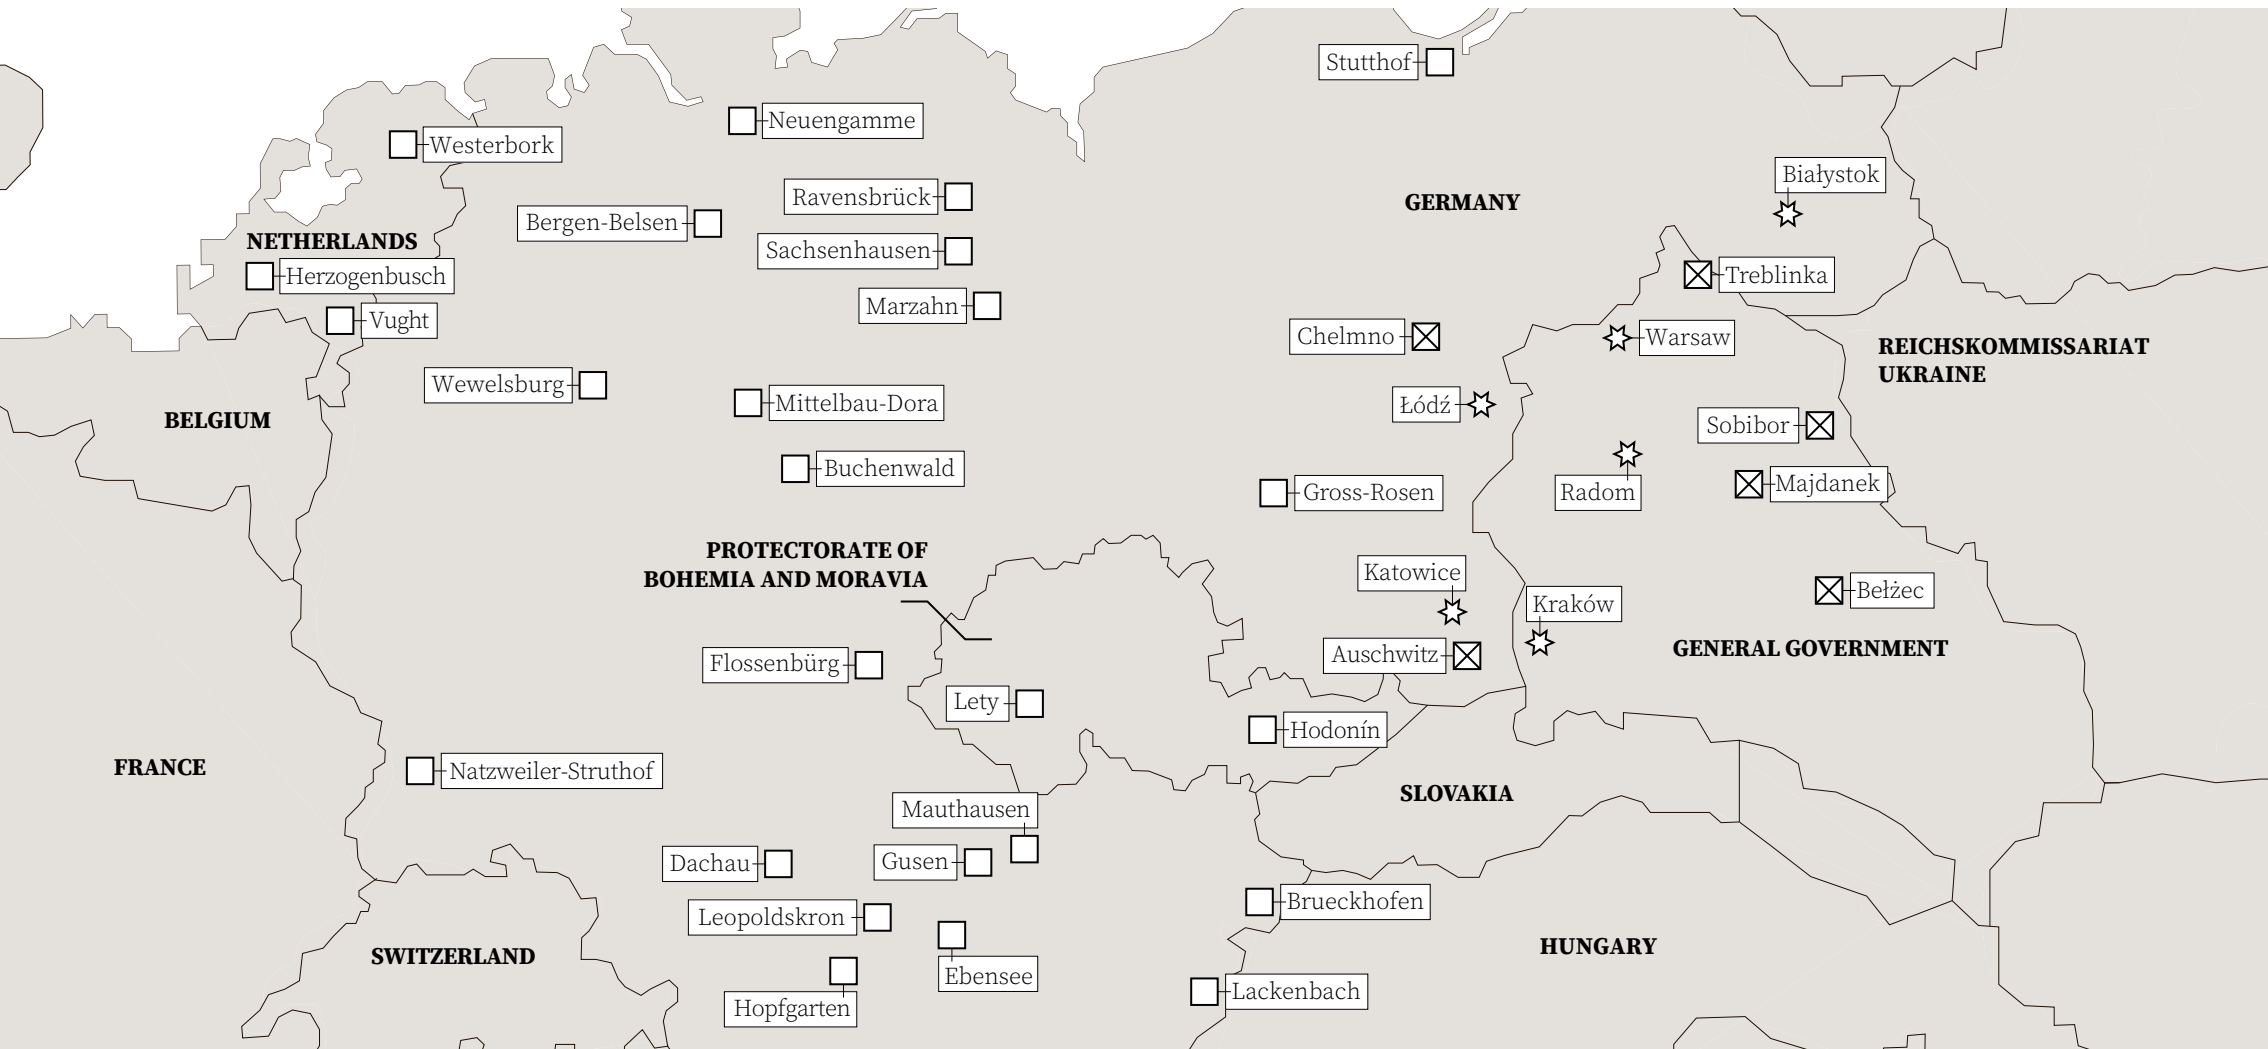 Stutthof
Neuengamme
Westerbork
Białystok
Ravensbrück
GERMANY
Bergen-Belsen
NETHERLANDS
Sachsenhausen
Herzogenbusch
Treblinka
Marzahn
Vught
Chelmno
Warsaw
REICHSKOMMISSARIAT
UKRAINE
Wewelsburg
Mittelbau-Dora
Łódź
BELGIUM
Sobibor
Buchenwald
Gross-Rosen
Radom
Majdanek
PROTECTORATE OF
BOHEMIA AND MORAVIA
Katowice
Kraków
Bełżec
GENERAL GOVERNMENT
Auschwitz
Flossenbürg
Lety
Hodonín
FRANCE
Natzweiler-Struthof
SLOVAKIA
Mauthausen
Dachau
Gusen
Brueckhofen
Leopoldskron
HUNGARY
SWITZERLAND
Ebensee
Lackenbach
Hopfgarten